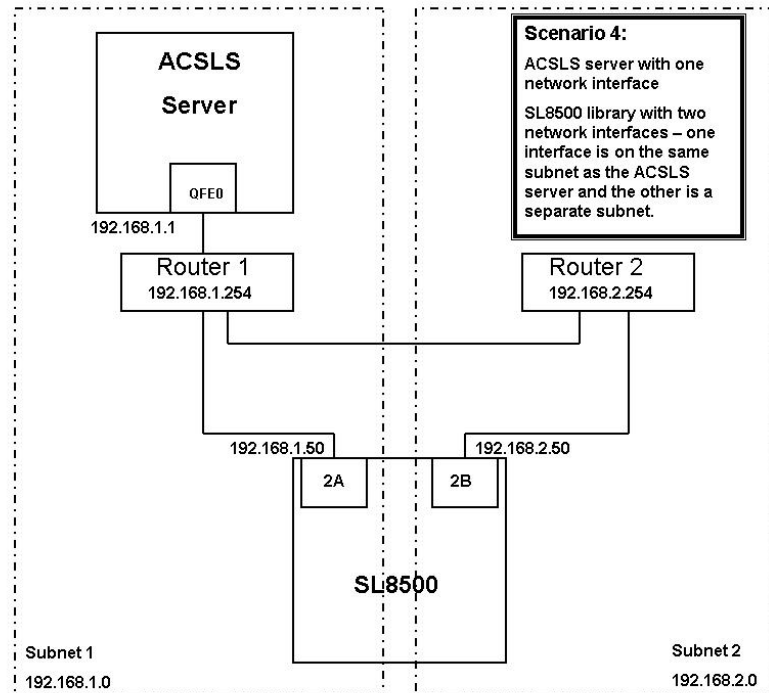 ACSLS
Server
QFE0
192.168.1.1
Scenario 4:
ACSLS server with one
network interface
SL8500 library with two
network interfaces – one
interface is on the same
subnet as the ACSLS
server and the other is a
separate subnet.
Router 1
192.168.1.254
Router 2
192.168.2.254
192.168.1.50
192.168.2.50
2A
2B
SL8500
Subnet 1
192.168.1.0
Subnet 2
192.168.2.0